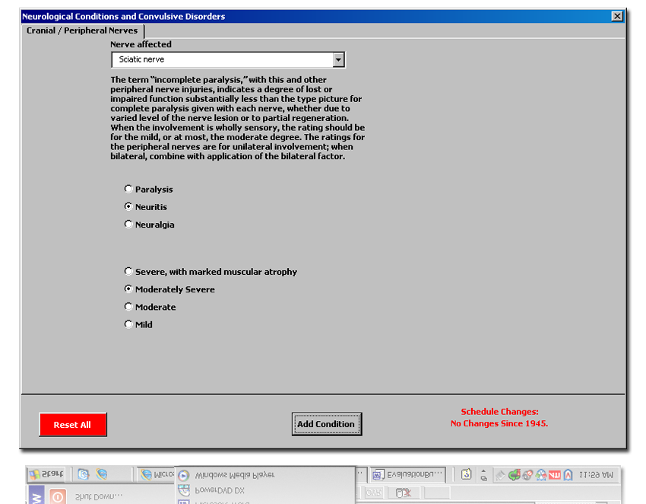 Neurological Conditions and Convulsive Disorders
Cranial / Peripheral Nerves
Nerve affected
Sciatic nerve
The term "incomplete paralysis," with this and other
peripheral nerve injuries, indicates a degree of lost or
impaired function substantially less than the type picture for
complete paralysis given with each nerve, whether due to
varied level of the nerve lesion or to partial regeneration.
When the involvement is wholly sensory, the rating should be
for the mild, or at most, the moderate degree. The ratings for
the peripheral nerves are for unilateral involvement; when
bilateral, combine with application of the bilateral factor.
Paralysis
Neuritis
Neuralgia
Severe, with marked muscular atrophy
Moderately Severe
Moderate
Mild
Reset All
Add Condition
Schedule Changes:
No Changes Since 1945.
Start
Micro
Windows Media Player
EvaluationBu...
11:59 AM
Shut Down...
PowerDVD DX